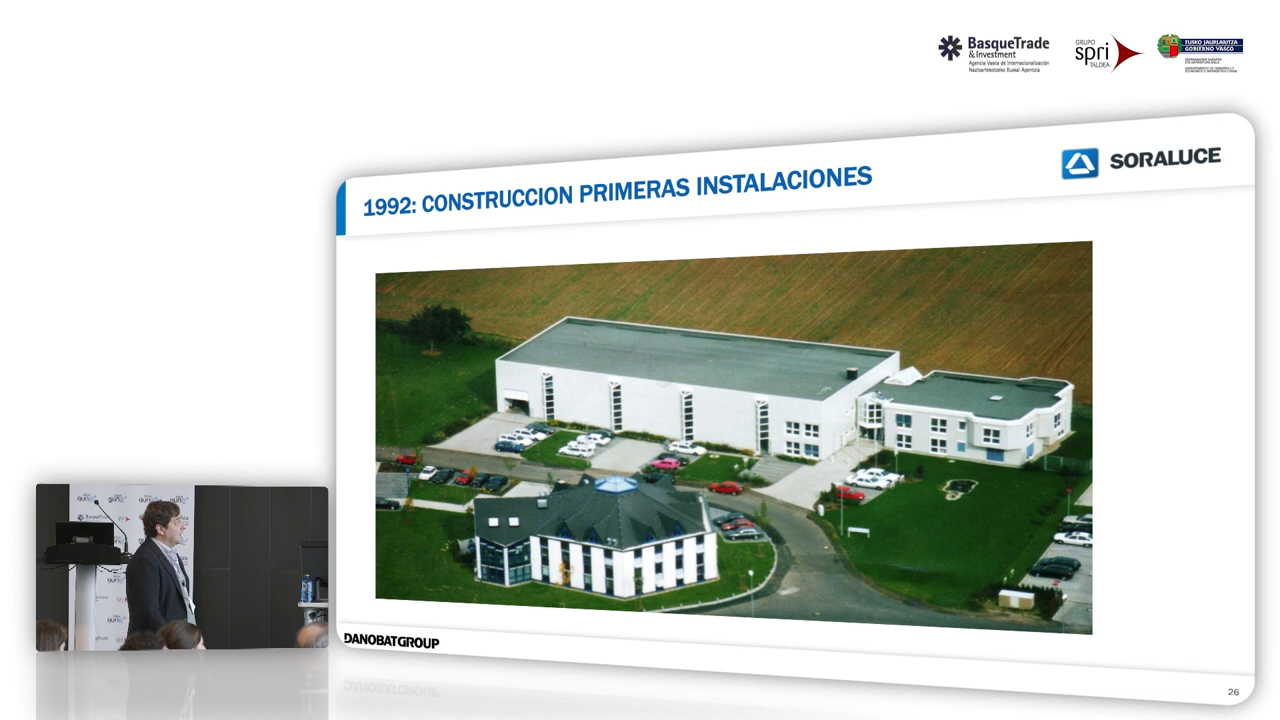 BasqueTrade
& Investment
Agencia Vasca de Internacionalización
Nazioartekotzeko Euskal Agentzia
GRUPO
spri
TALDEA
EUSKO JAURLARITZA
GOBIERNO VASCO
1992: CONSTRUCCION PRIMERAS INSTALACIONES
SORALUCE
DANOBATGROUP
26